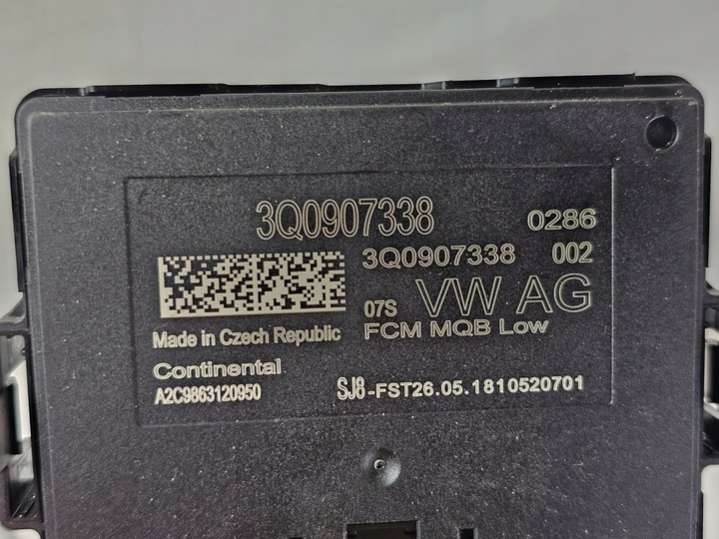 3Q0907338 0286
3Q0907338 002
07S VW AG
Made in Czech Republic FCM MQB Low
Continental
A2C9863120950 SJ8-FST26.05.1810520701